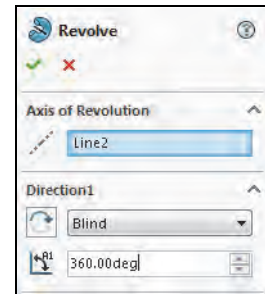 Revolve
Axis of Revolution
Line2
Direction1
Blind
360.00deg